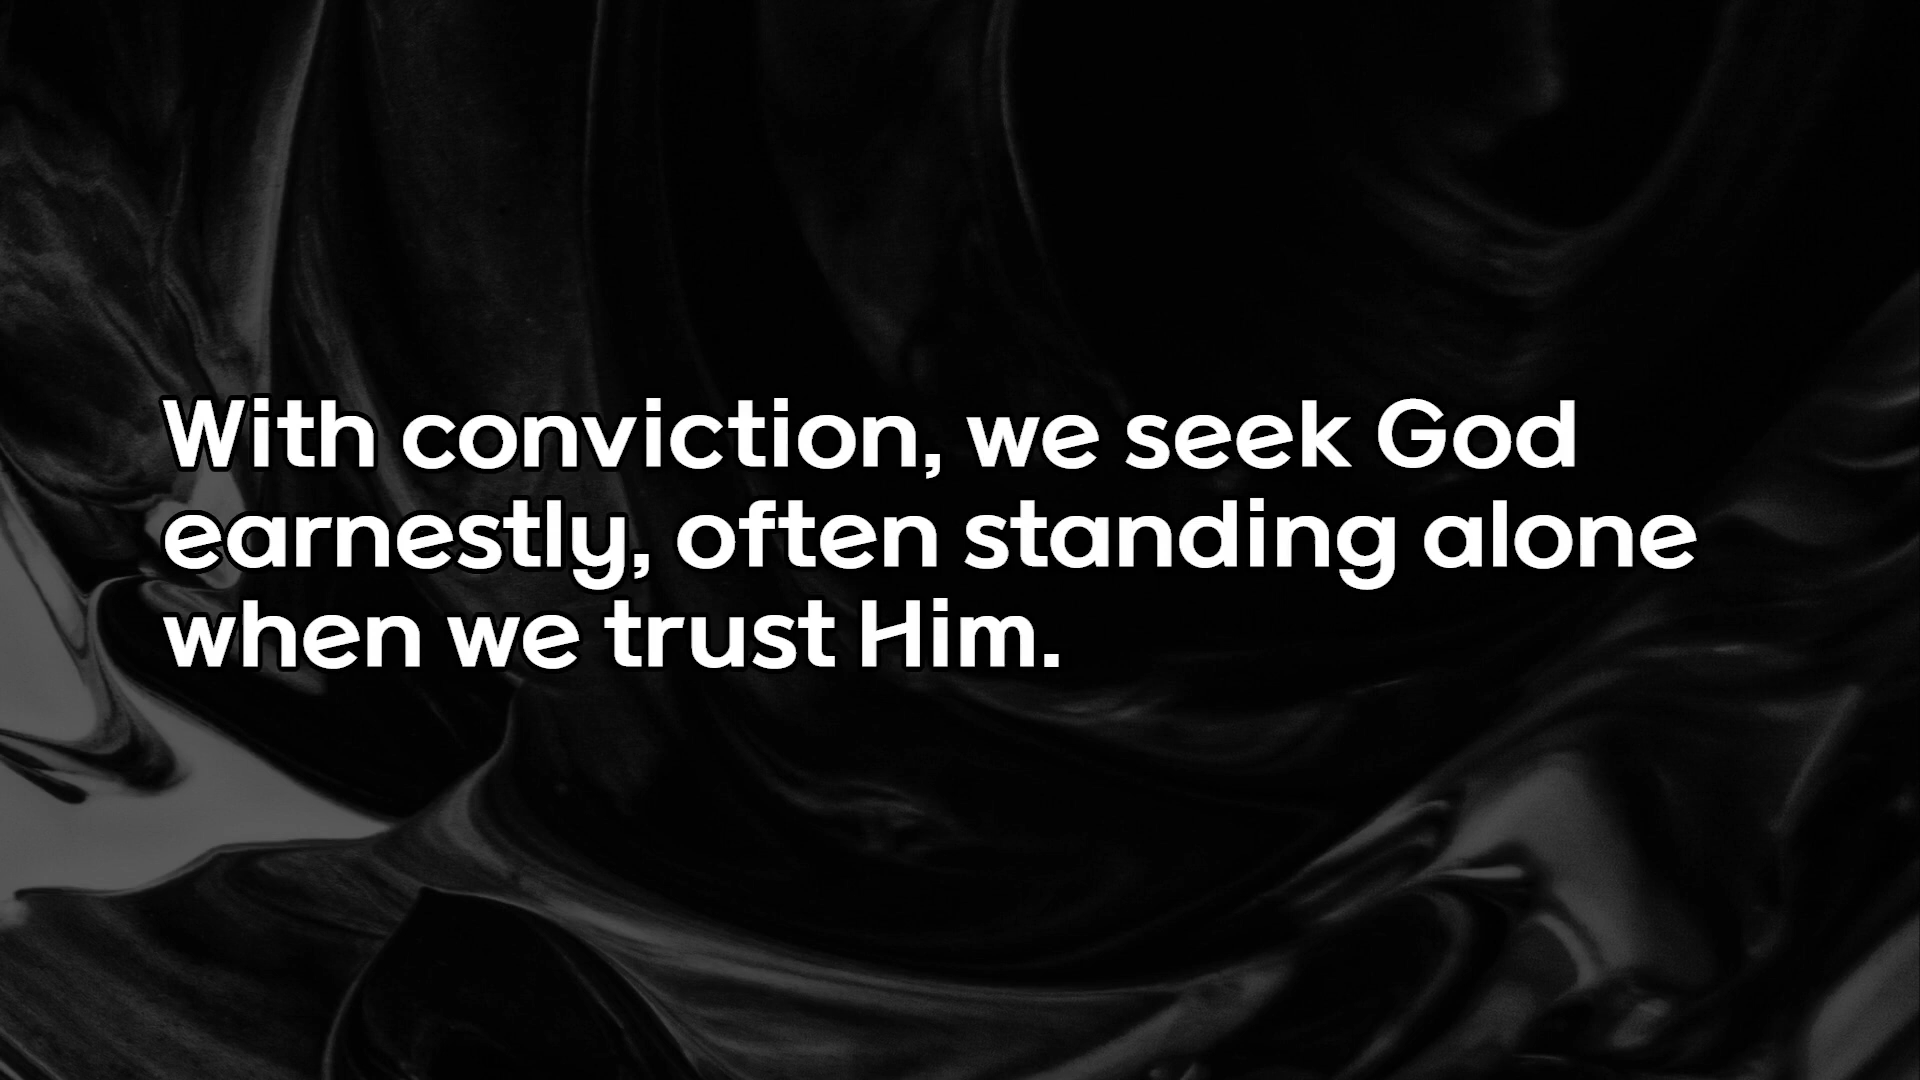 With conviction, we seek God
earnestly, often standing alone
when we trust Him.